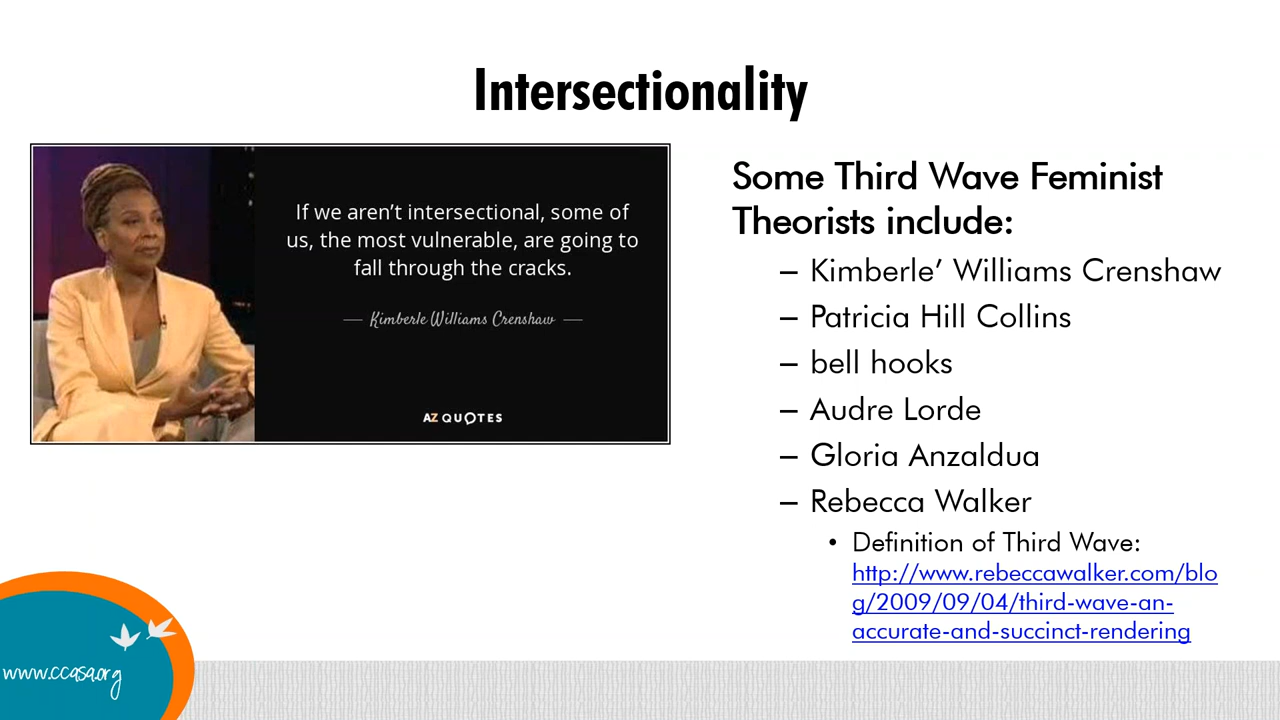 Intersectionality
If we aren’t intersectional, some of
us, the most vulnerable, are going to
fall through the cracks.
— Kimberle Williams Crenshaw —
AZ QUOTES
Some Third Wave Feminist
Theorists include:
– Kimberle’ Williams Crenshaw
– Patricia Hill Collins
– bell hooks
– Audre Lorde
– Gloria Anzaldua
– Rebecca Walker
• Definition of Third Wave:
http://www.rebeccawalker.com/blo
g/2009/09/04/third-wave-an-
accurate-and-succinct-rendering
www.ccasa.org